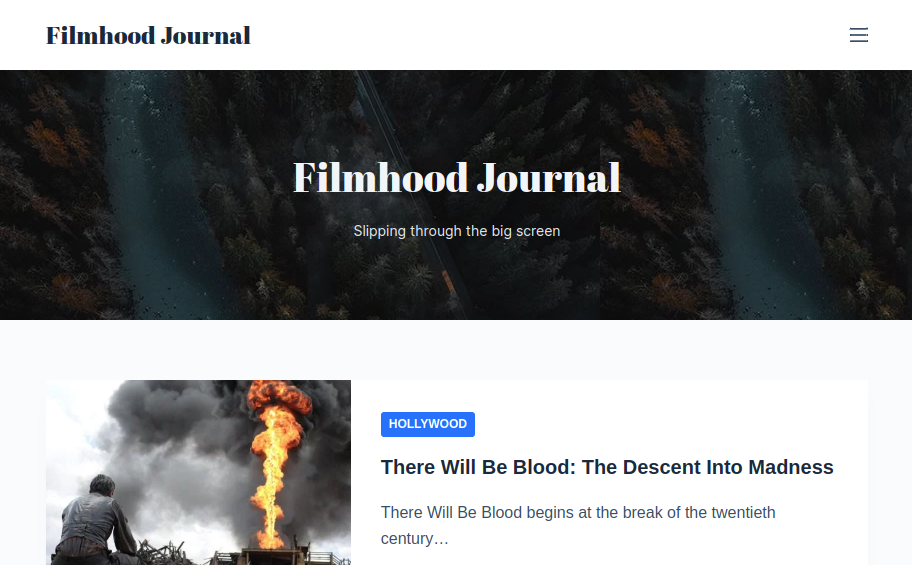 Filmhood Journal
Filmhood Journal
Slipping through the big screen
HOLLYWOOD
There Will Be Blood: The Descent Into Madness
There Will Be Blood begins at the break of the twentieth
century…